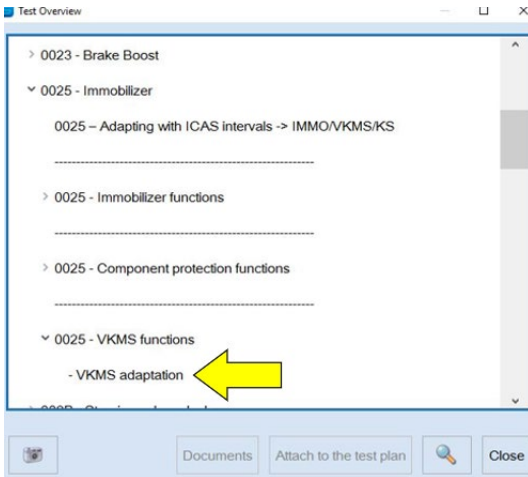 Test Overview
0023 - Brake Boost
0025 - Immobilizer
0025 – Adapting with ICAS intervals -> IMMO/VKMS/KS
------------------------------------------------------------
0025 - Immobilizer functions
------------------------------------------------------------
0025 - Component protection functions
------------------------------------------------------------
0025 - VKMS functions
- VKMS adaptation
Documents
Attach to the test plan
Close